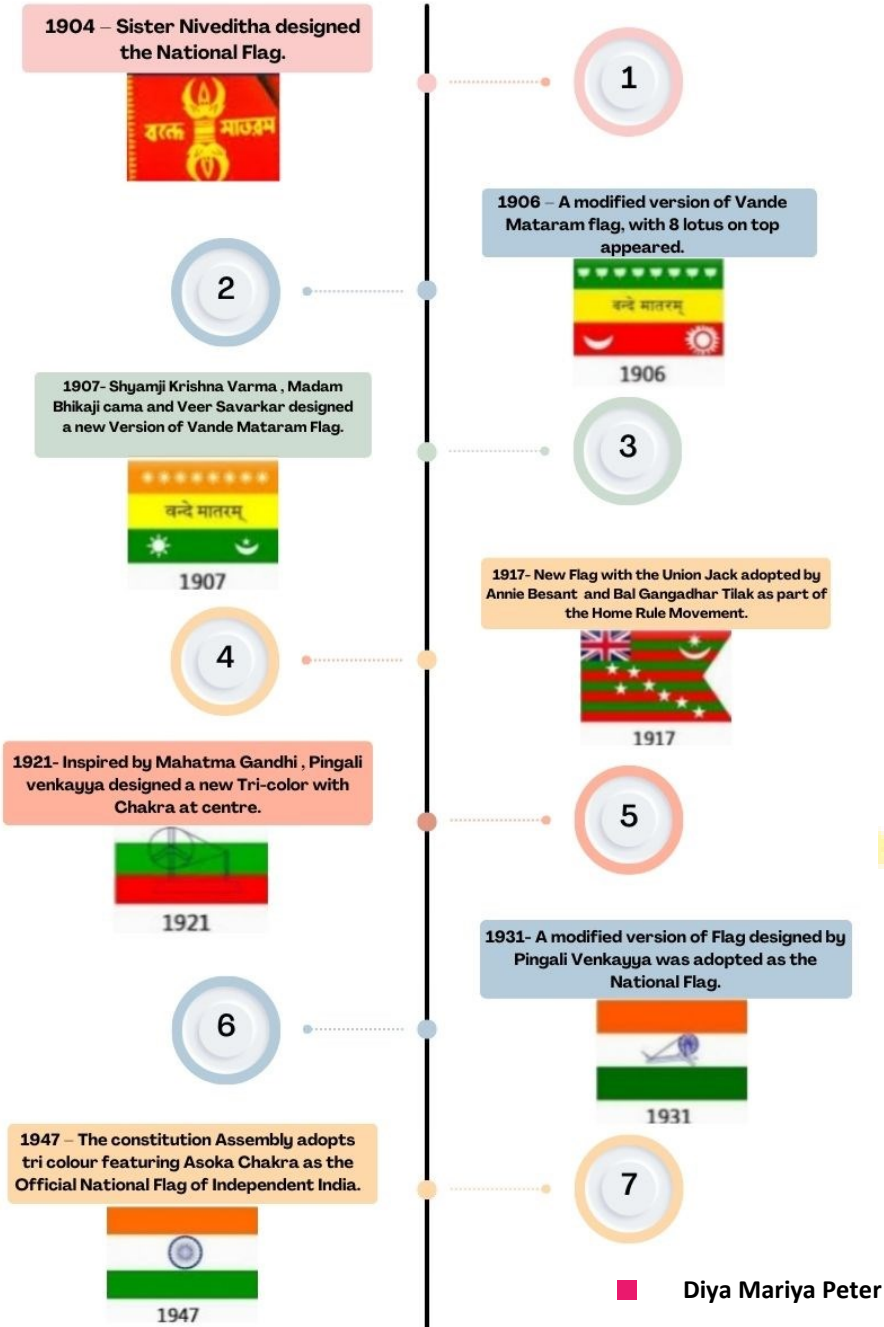 1904 – Sister Niveditha designed
the National Flag.
বন্দে মাতরম
1
1906 – A modified version of Vande
Mataram flag, with 8 lotus on top
appeared.
वन्दे मातरम्
1906
2
1907- Shyamji Krishna Varma , Madam
Bhikaji cama and Veer Savarkar designed
a new Version of Vande Mataram Flag.
वन्दे मातरम्
1907
3
1917- New Flag with the Union Jack adopted by
Annie Besant and Bal Gangadhar Tilak as part of
the Home Rule Movement.
1917
4
1921- Inspired by Mahatma Gandhi , Pingali
venkayya designed a new Tri-color with
Chakra at centre.
1921
5
1931- A modified version of Flag designed by
Pingali Venkayya was adopted as the
National Flag.
1931
6
1947 – The constitution Assembly adopts
tri colour featuring Asoka Chakra as the
Official National Flag of Independent India.
1947
7
Diya Mariya Peter